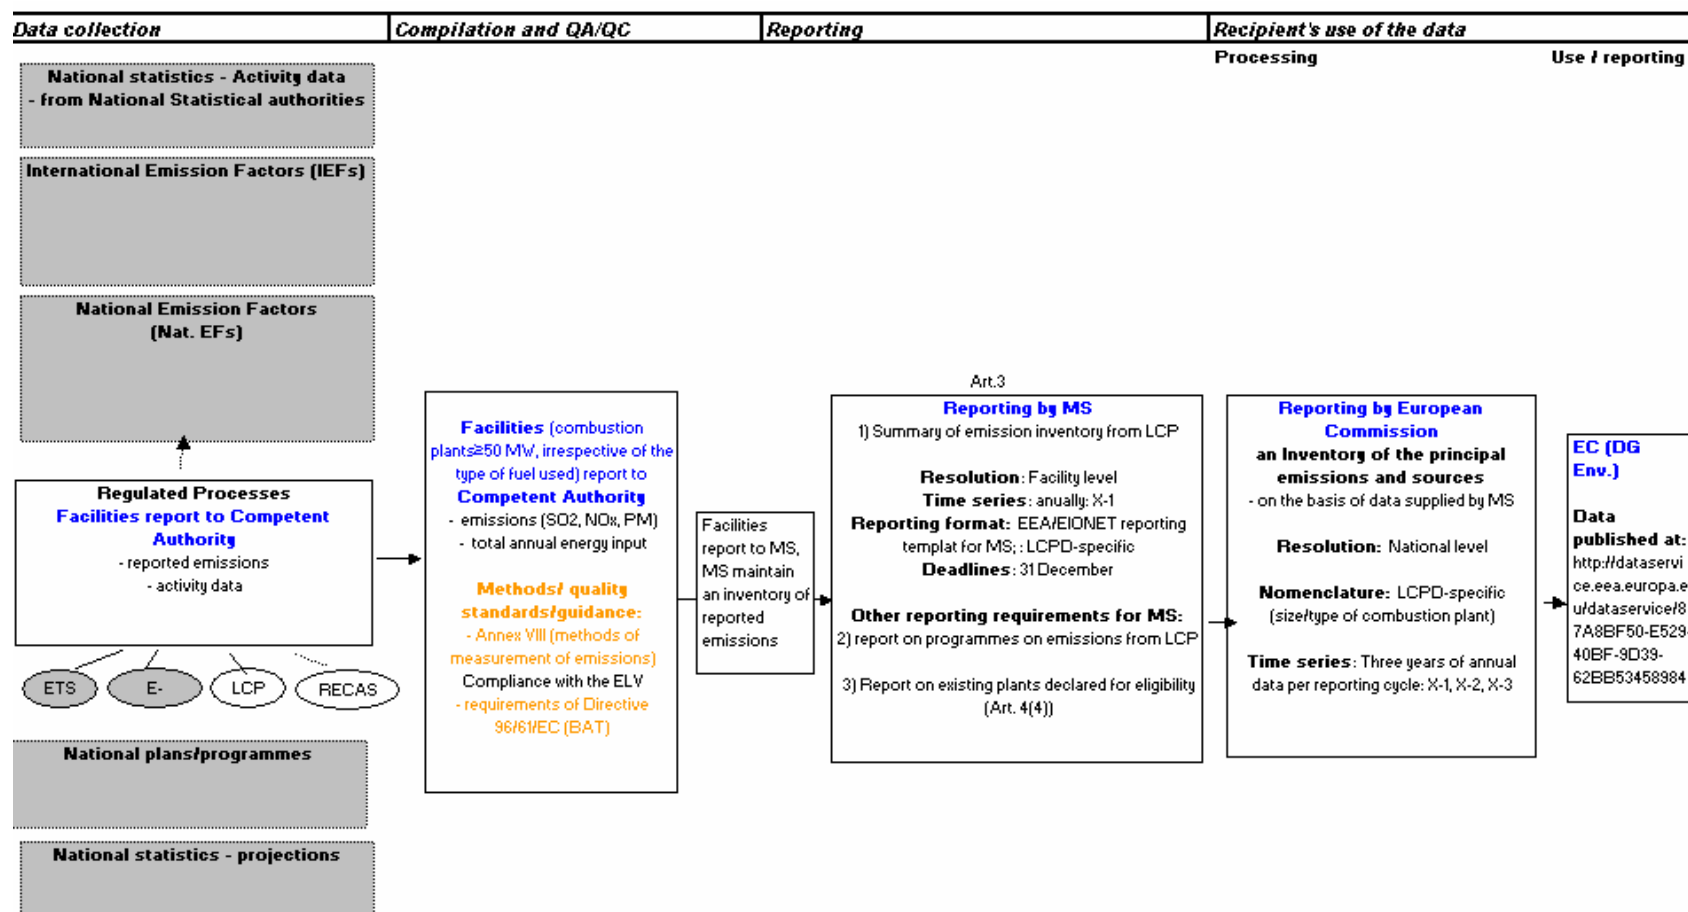 Data collection
Compilation and QA/QC
Reporting
Recipient's use of the data
Processing
Use / reporting
National statistics - Activity data
- from National Statistical authorities
International Emission Factors (IEFs)
National Emission Factors
(Nat. EFs)
Regulated Processes
Facilities report to Competent
Authority
- reported emissions
- activity data
ETS
E-
LCP
RECAS
National plans/programmes
National statistics - projections
Facilities (combustion
plants≥50 MW, irrespective of the
type of fuel used) report to
Competent Authority
- emissions (SO2, NOx, PM)
- total annual energy input
Methods/ quality
standards/guidance:
- Annex VIII (methods of
measurement of emissions)
Compliance with the ELV
- requirements of Directive
96/61/EC (BAT)
Facilities
report to MS,
MS maintain
an inventory of
reported
emissions
Art.3
Reporting by MS
1) Summary of emission inventory from LCP
Resolution: Facility level
Time series: anually: X-1
Reporting format: EEA/EIONET reporting
templat for MS; : LCPD-specific
Deadlines: 31 December
Other reporting requirements for MS:
2) report on programmes on emissions from LCP
3) Report on existing plants declared for eligibility
(Art. 4(4))
Reporting by European
Commission
an Inventory of the principal
emissions and sources
- on the basis of data supplied by MS
Resolution: National level
Nomenclature: LCPD-specific
(size/type of combustion plant)
Time series: Three years of annual
data per reporting cycle: X-1, X-2, X-3
EC (DG
Env.)
Data
published at:
http://dataservi
ce.eea.europa.e
u/dataservice/8
7A8BF50-E529-
40BF-9D39-
62BB53458984